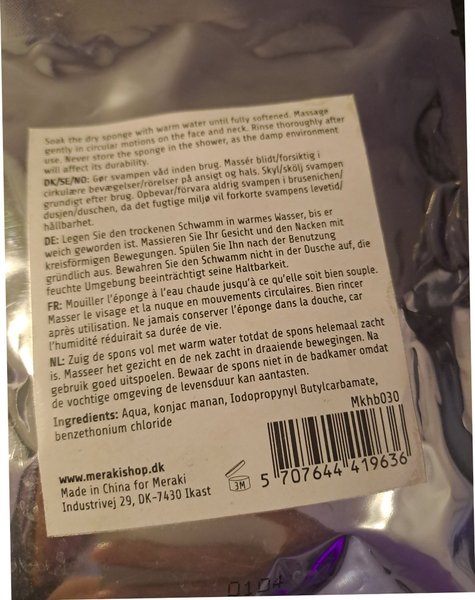 Soak the dry sponge with warm water until fully softened. Massage
gently in circular motions on the face and neck. Rinse thoroughly after
use. Never store the sponge in the shower, as the damp environment
will affect its durability.
DK/SE/NO: Gør svampen våd inden brug. Massér blidt/forsiktig i
cirkulære bevægelser/rörelser på ansigt og hals. Skyl/skölj svampen
grundigt efter brug. Opbevar/förvara aldrig svampen i brusenichen/
dusjen/duschen, da det fugtige miljø vil forkorte svampens levetid/
hållbarhet.
DE: Legen Sie den trockenen Schwamm in warmes Wasser, bis er
weich geworden ist. Massieren Sie Ihr Gesicht und den Nacken mit
kreisförmigen Bewegungen. Spülen Sie Ihn nach der Benutzung
gründlich aus. Bewahren Sie den Schwamm nicht in der Dusche auf, die
feuchte Umgebung beeinträchtigt seine Haltbarkeit.
FR: Mouiller l'éponge à l'eau chaude jusqu'à ce qu'elle soit bien souple.
Masser le visage et la nuque en mouvements circulaires. Bien rincer
après utilisation. Ne jamais conserver l'éponge dans la douche, car
l'humidité réduirait sa durée de vie.
NL: Zuig de spons vol met warm water totdat de spons helemaal zacht
is. Masseer het gezicht en de nek zacht in draaiende bewegingen. Na
gebruik goed uitspoelen. Bewaar de spons niet in de badkamer omdat
de vochtige omgeving de levensduur kan aantasten.
Ingredients: Aqua, konjac manan, Iodopropynyl Butylcarbamate,
benzethonium chloride
Mkhb030
www.merakishop.dk
Made in China for Meraki
Industrivej 29, DK-7430 Ikast
3M
5 707644 419636
0104